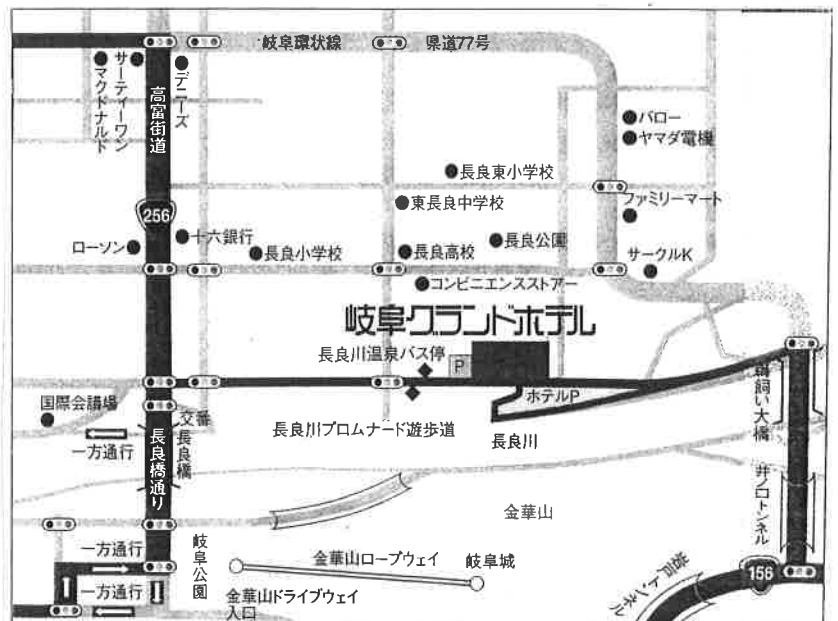 岐阜環状線 県道77号
サーティーワン
マクドナルド
デニーズ
高富街道
バロー
ヤマダ電機
長良東小学校
東長良中学校
ファミリーマート
256
十六銀行
ローソン
長良小学校
長良高校
長良公園
サークルK
コンビニエンスストアー
岐阜グランドホテル
長良川温泉バス停
P
ホテルP
鵜飼い大橋
国際会議場
交番
一方通行
長良橋通り
長良橋
長良川プロムナード遊歩道
長良川
井ノ口トンネル
金華山
一方通行
岐阜公園
金華山ロープウェイ
岐阜城
156
一方通行
金華山ドライブウェイ
入口